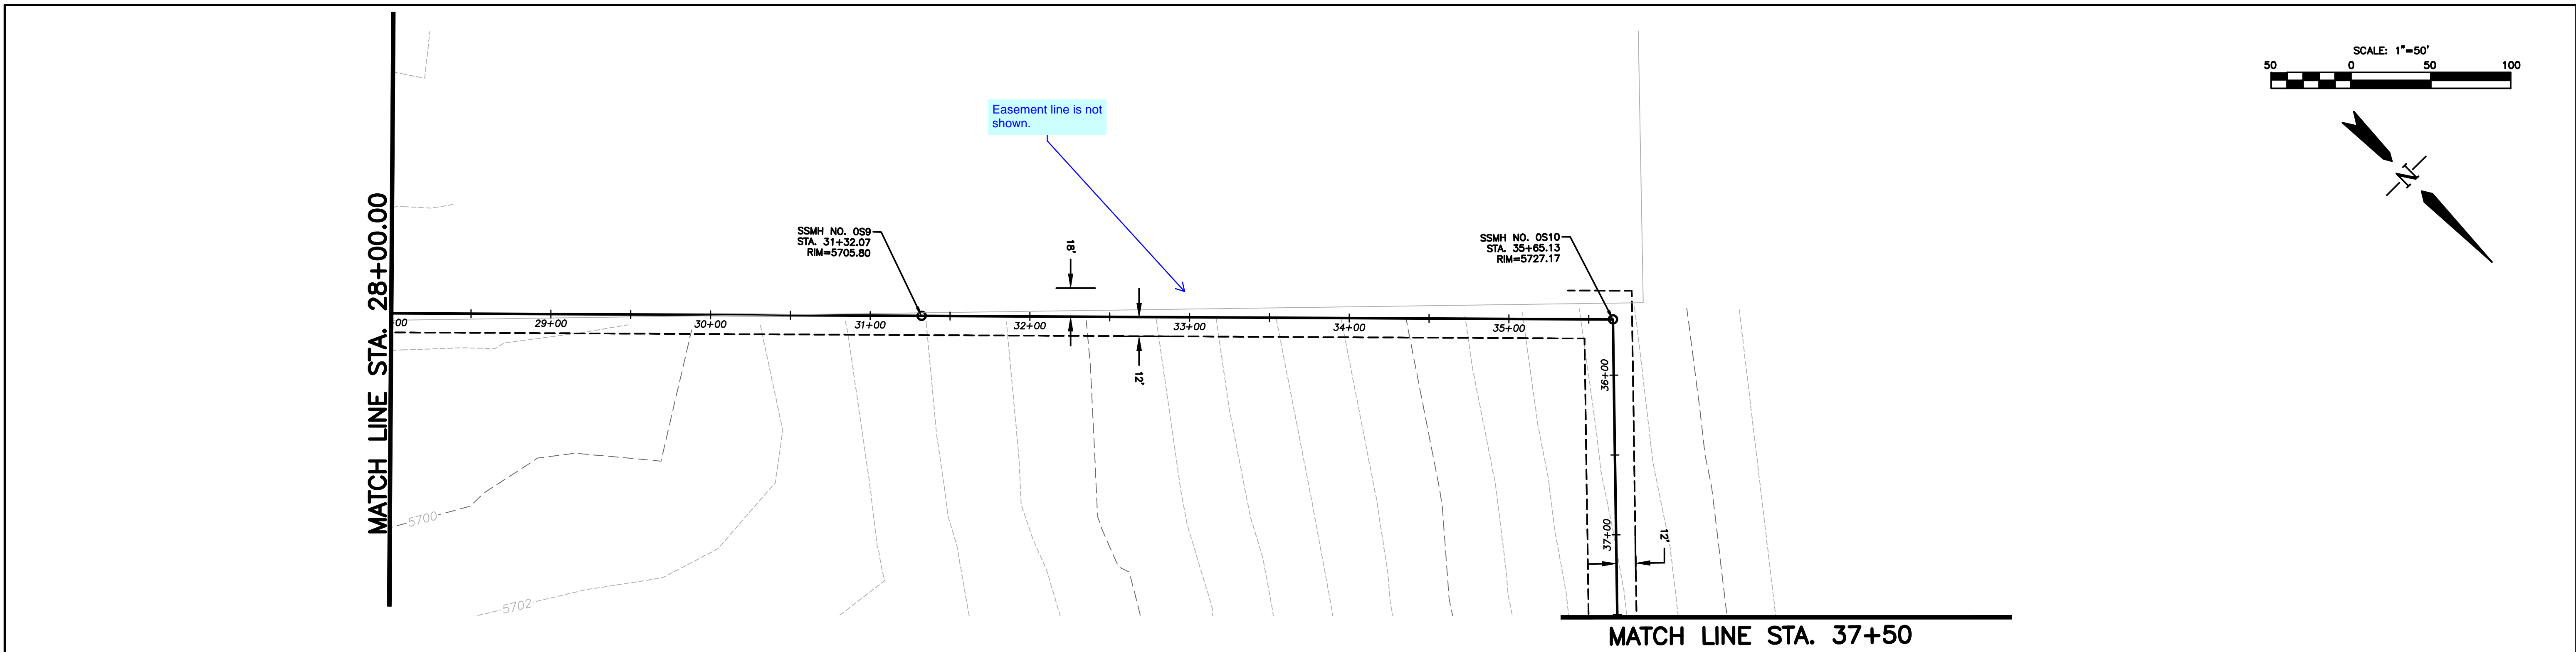 SCALE: 1"=50'
50 0 50 100
N
Easement line is not
shown.
MATCH LINE STA. 28+00.00
SSMH NO. 0S9
STA. 31+32.07
RIM=5705.80
18'
SSMH NO. 0S10
STA. 35+65.13
RIM=5727.17
00 29+00 30+00 31+00 32+00 33+00 34+00 35+00
12'
36+00
37+00
12'
5700
5702
MATCH LINE STA. 37+50